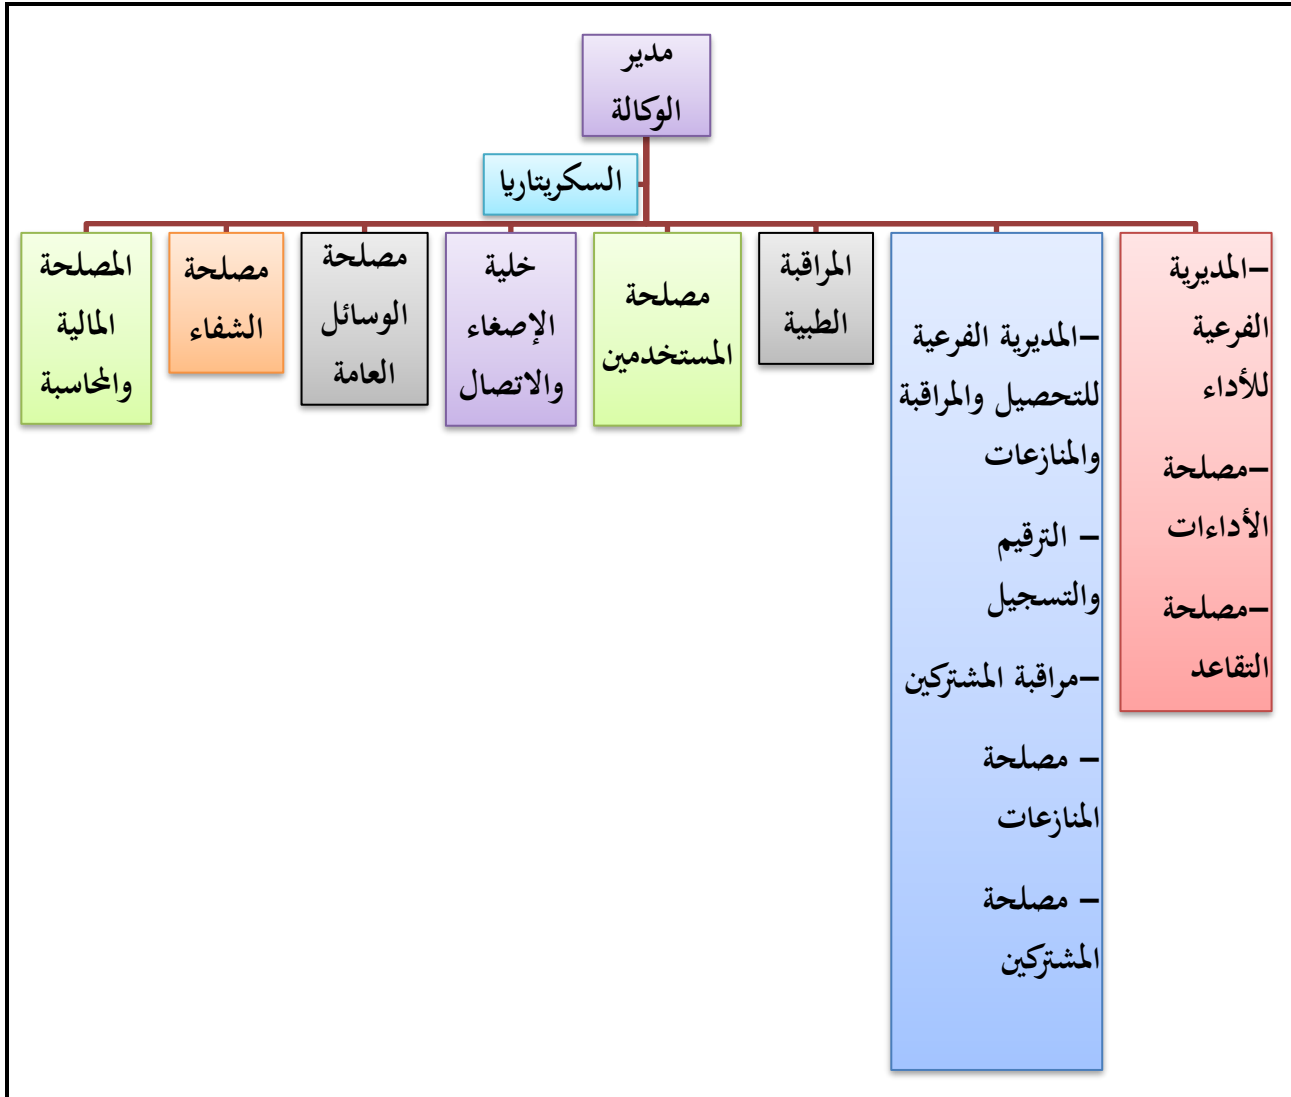 مدير
الوكالة
السكريتاريا
–المديرية
الفرعية
للأداء
–مصلحة
الأداءات
–مصلحة
التقاعد
–المديرية الفرعية
للتحصيل والمراقبة
والمنازعات
– الترقيم
والتسجيل
–مراقبة المشتركين
– مصلحة
المنازعات
– مصلحة
المشتركين
المراقبة
الطبية
مصلحة
المستخدمين
خلية
الإصغاء
والاتصال
مصلحة
الوسائل
العامة
مصلحة
الشفاء
المصلحة
المالية
والمحاسبة